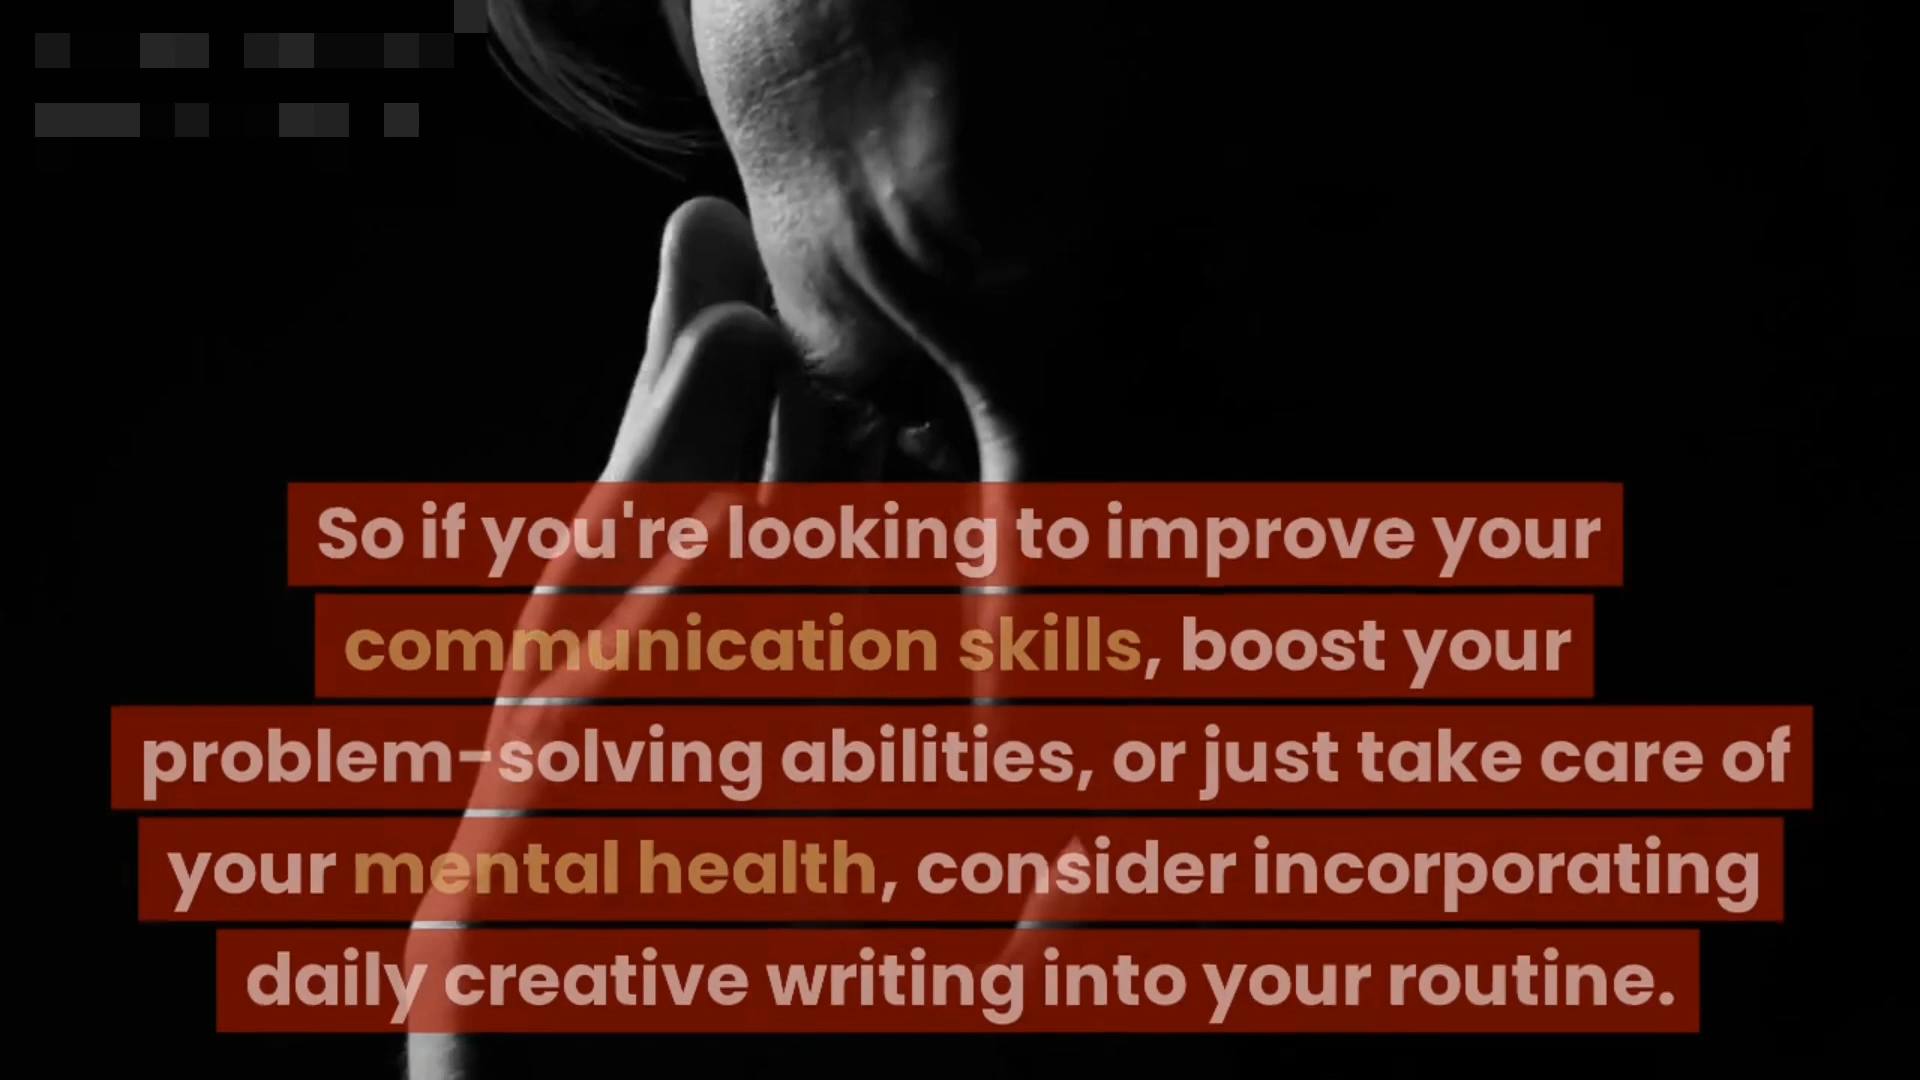 So if you're looking to improve your
communication skills, boost your
problem-solving abilities, or just take care of
your mental health, consider incorporating
daily creative writing into your routine.